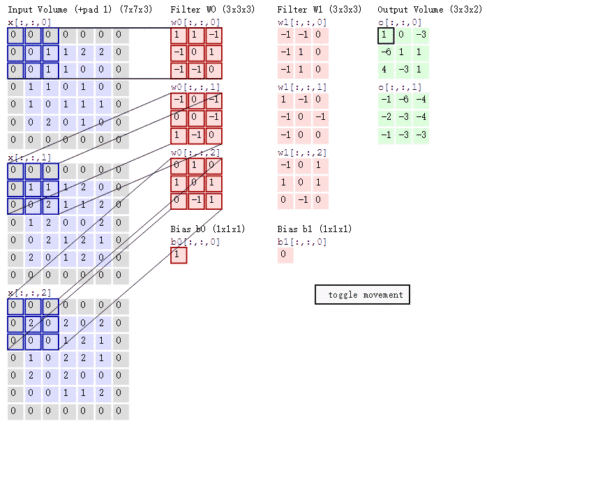 Input Volume (+pad 1) (7x7x3)
x[:,:,0]
0 0 0 0 0 0 0
0 0 1 1 2 2 0
0 0 1 1 0 0 0
0 1 1 0 1 0 0
0 1 0 1 1 1 0
0 0 2 0 1 0 0
0 0 0 0 0 0 0
x[:,:,1]
0 0 0 0 0 0 0
0 1 1 1 2 0 0
0 0 2 1 1 2 0
0 1 2 0 0 2 0
0 0 2 1 2 1 0
0 2 0 1 2 0 0
0 0 0 0 0 0 0
x[:,:,2]
0 0 0 0 0 0 0
0 2 0 2 0 2 0
0 0 0 1 2 1 0
0 1 0 2 2 1 0
0 2 0 2 0 0 0
0 0 0 1 1 2 0
0 0 0 0 0 0 0
Filter W0 (3x3x3)
w0[:,:,0]
1 1 -1
-1 0 1
-1 -1 0
w0[:,:,1]
-1 0 -1
0 0 -1
1 -1 0
w0[:,:,2]
0 1 0
1 0 1
0 -1 1
Bias b0 (1x1x1)
b0[:,:,0]
1
Filter W1 (3x3x3)
w1[:,:,0]
-1 -1 0
-1 1 0
-1 1 0
w1[:,:,1]
1 -1 0
-1 0 -1
-1 0 0
w1[:,:,2]
-1 0 1
1 0 1
0 -1 0
Bias b1 (1x1x1)
b1[:,:,0]
0
Output Volume (3x3x2)
o[:,:,0]
1 0 -3
-6 1 1
4 -3 1
o[:,:,1]
-1 -6 -4
-2 -3 -4
-1 -3 -3
toggle movement